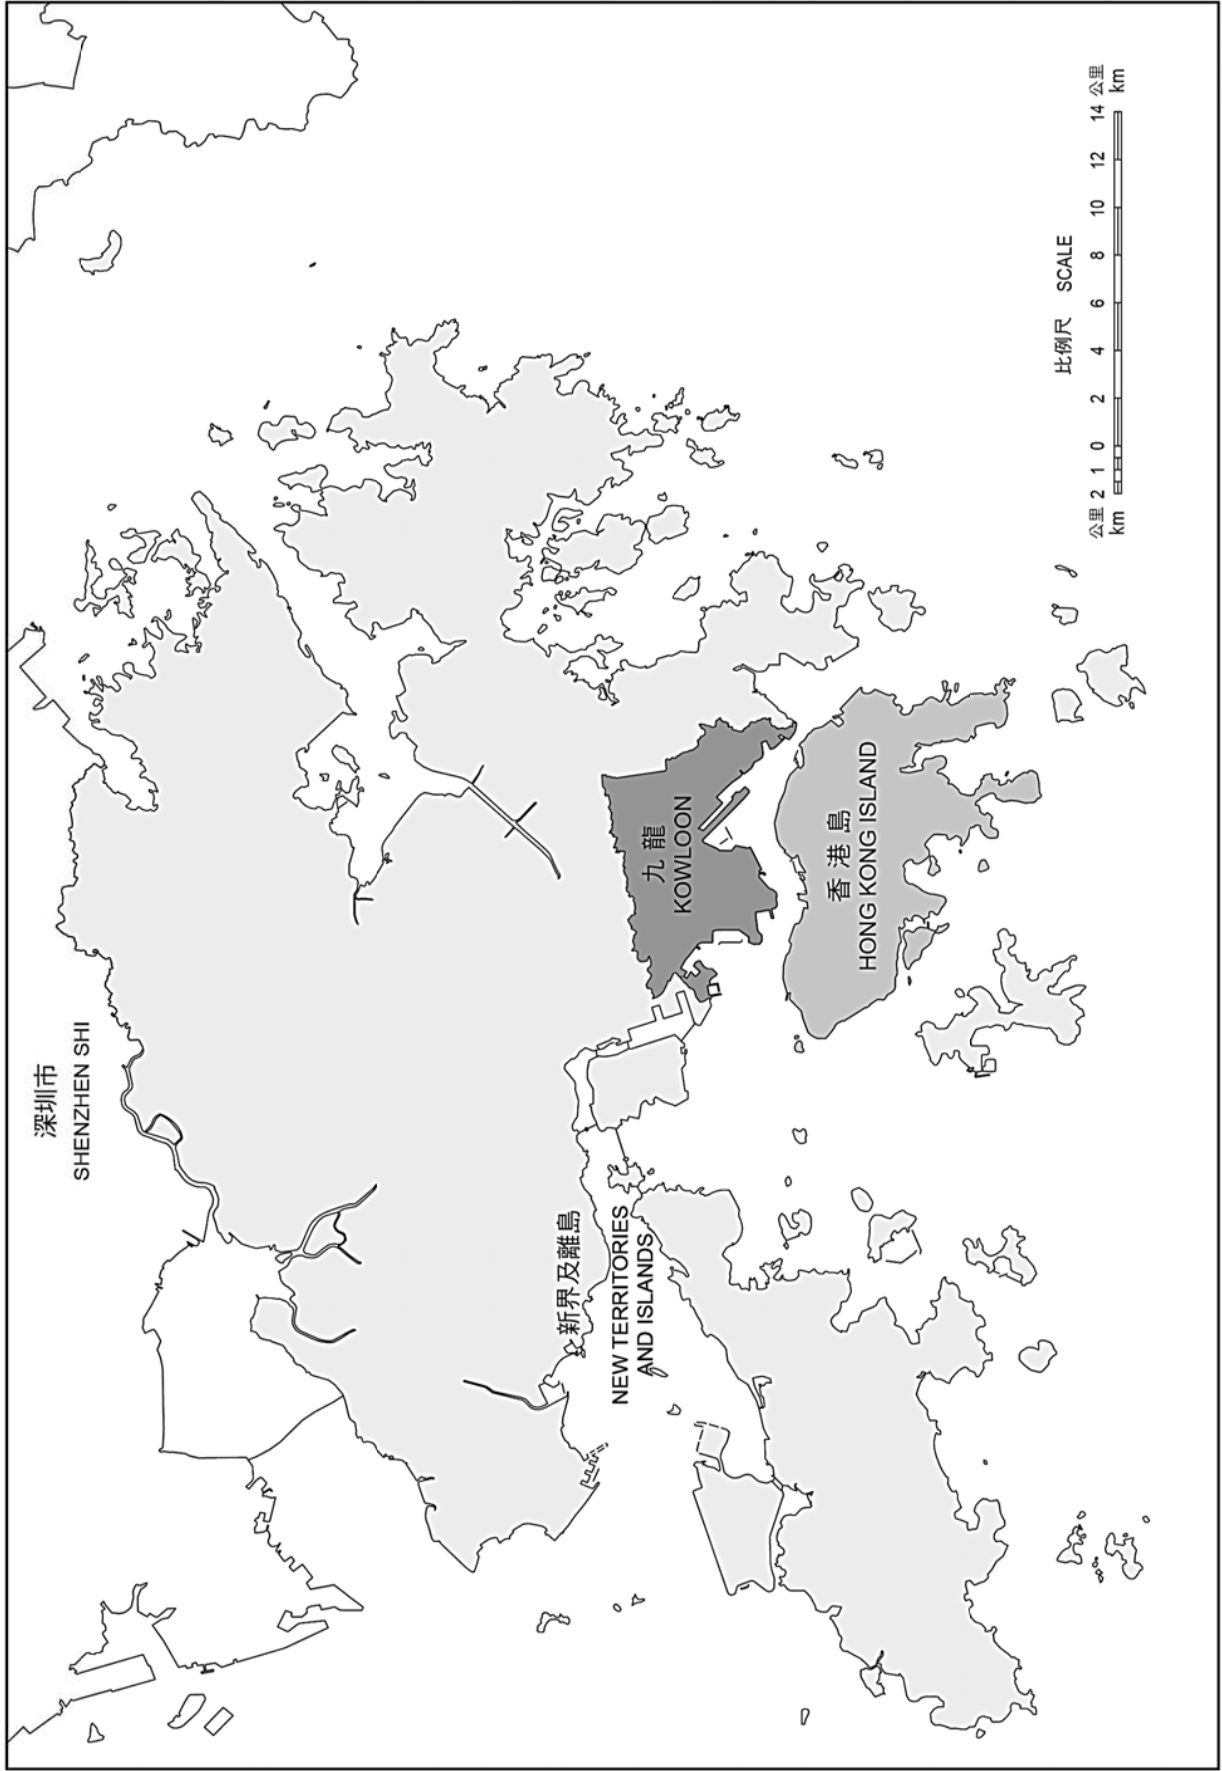 深圳市
SHENZHEN SHI
新界及離島
NEW TERRITORIES
AND ISLANDS
九龍
KOWLOON
香港島
HONG KONG ISLAND
比例尺 SCALE
公里 2 1 0 2 4 6 8 10 12 14 公里
km km